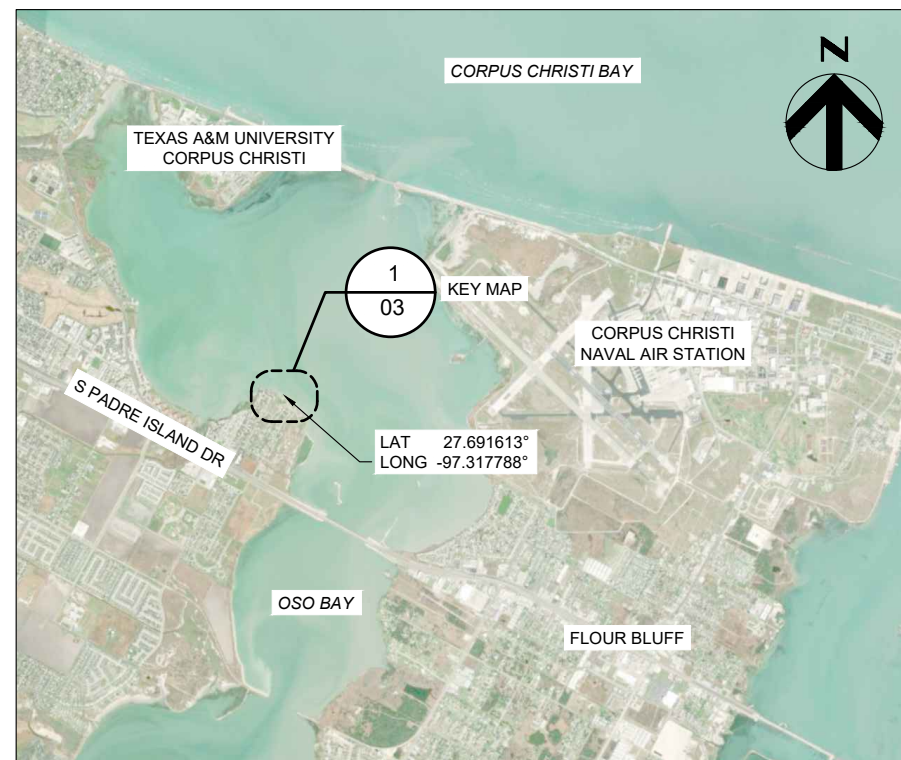 CORPUS CHRISTI BAY
N
TEXAS A&M UNIVERSITY
CORPUS CHRISTI
1
03
KEY MAP
CORPUS CHRISTI
NAVAL AIR STATION
S PADRE ISLAND DR
LAT 27.691613°
LONG -97.317788°
OSO BAY
FLOUR BLUFF